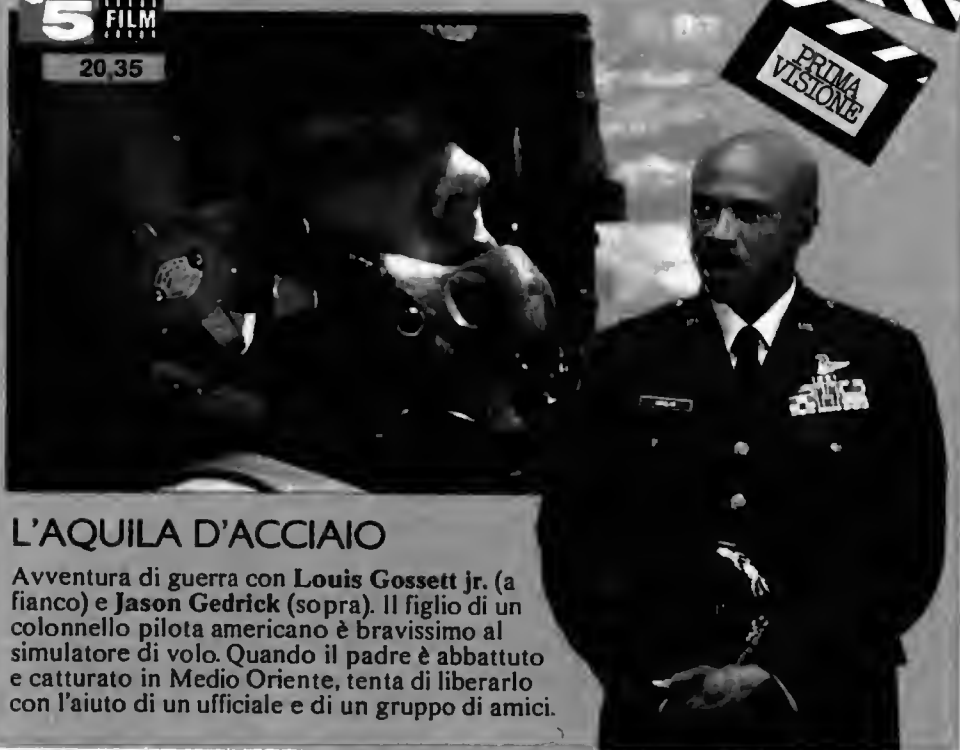 5 FILM
20,35
PRIMA
VISIONE
L'AQUILA D'ACCIAIO
Avventura di guerra con Louis Gossett jr. (a
fianco) e Jason Gedrick (sopra). Il figlio di un
colonnello pilota americano è bravissimo al
simulatore di volo. Quando il padre è abbattuto
e catturato in Medio Oriente, tenta di liberarlo
con l'aiuto di un ufficiale e di un gruppo di amici.